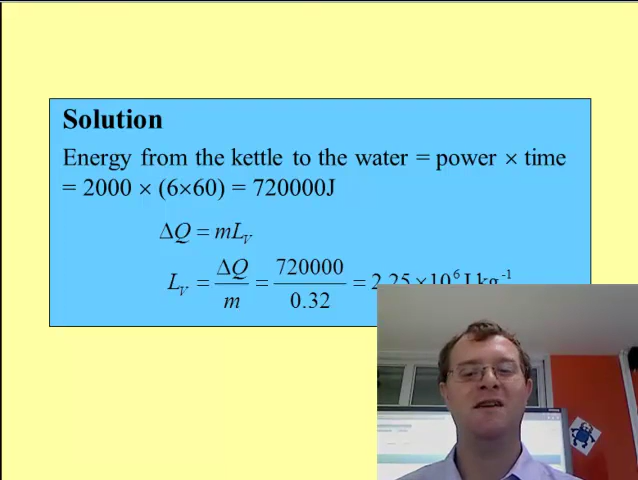 Solution
Energy from the kettle to the water = power × time
= 2000 × (6×60) = 720000J
ΔQ = mL_V
L_V = ΔQ/m = 720000/0.32 = 2.25 × 10^6 J kg^-1